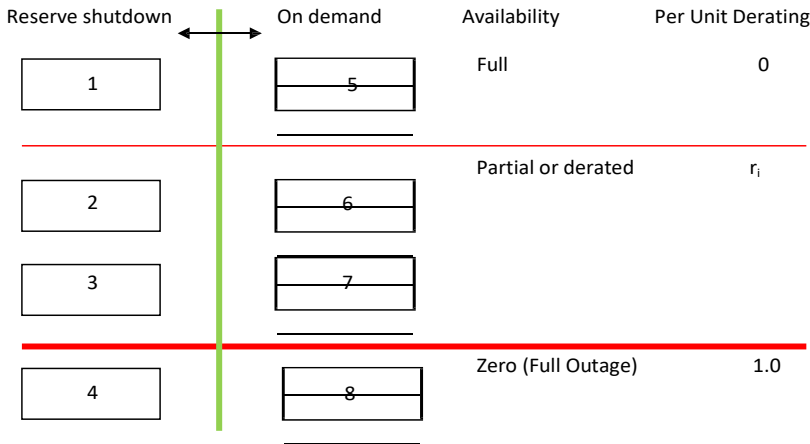 Reserve shutdown On demand Availability Per Unit Derating
1 5 Full 0
Partial or derated rᵢ
2 6
3 7
Zero (Full Outage) 1.0
4 8